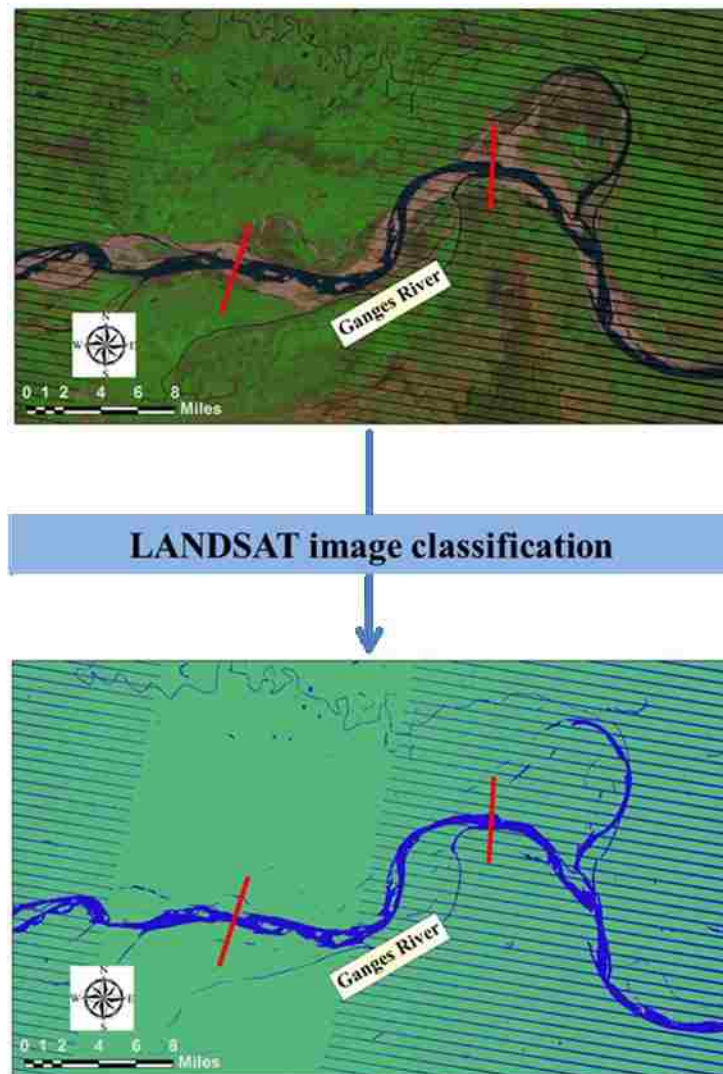 Ganges River
N
W E
S
0 1 2 4 6 8
Miles
LANDSAT image classification
Ganges River
N
W E
S
0 1 2 4 6 8
Miles